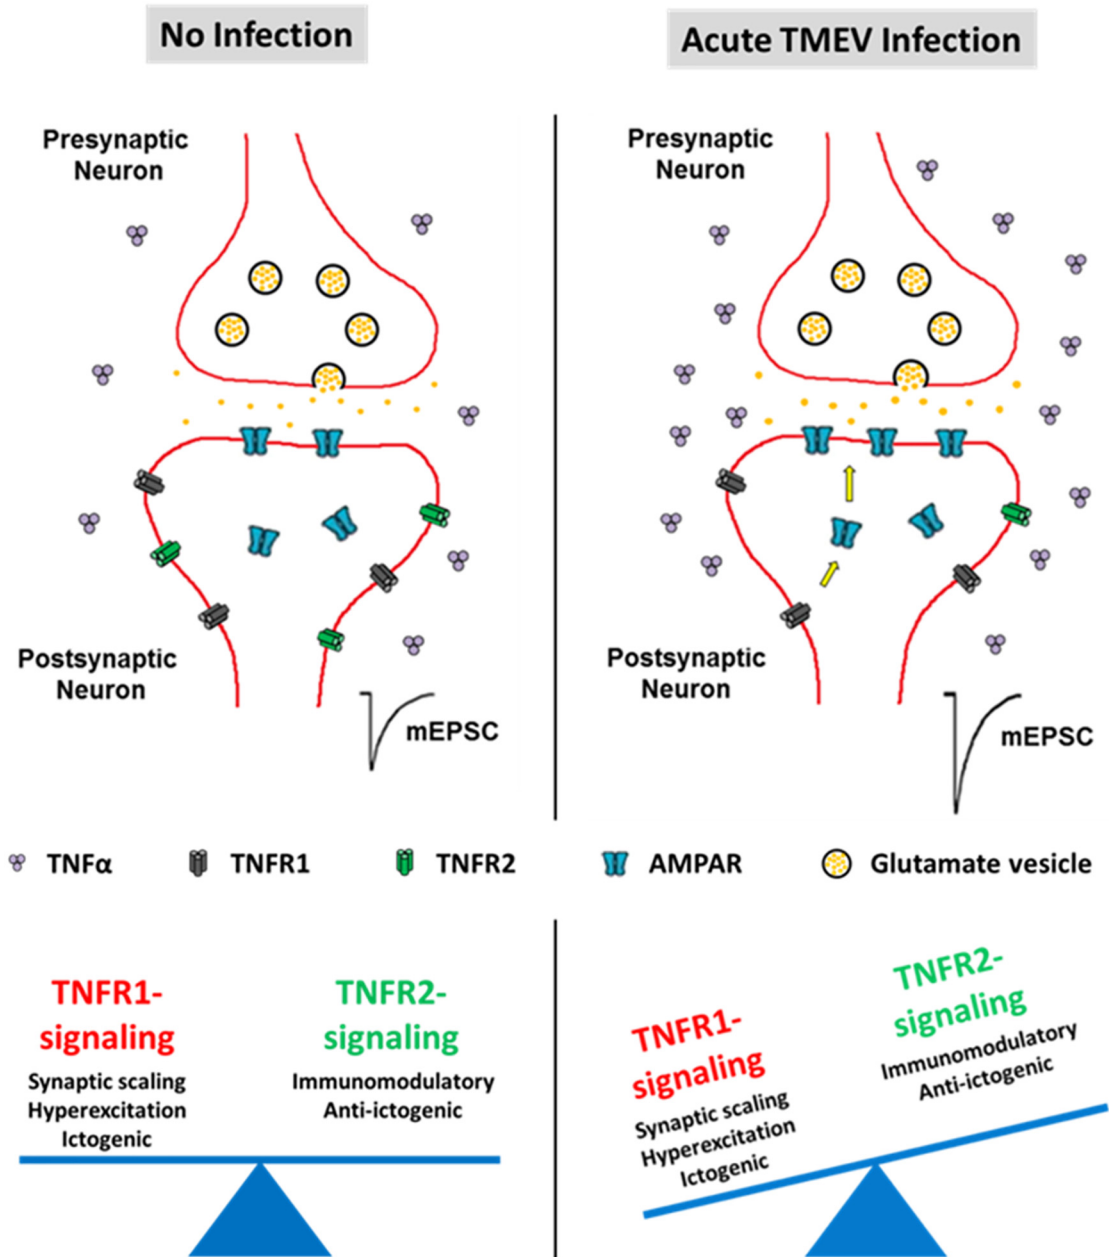 No Infection
Acute TMEV Infection
Presynaptic
Neuron
Presynaptic
Neuron
Postsynaptic
Neuron
mEPSC
Postsynaptic
Neuron
mEPSC
TNFα
TNFR1
TNFR2
AMPAR
Glutamate vesicle
TNFR1-
signaling
Synaptic scaling
Hyperexcitation
Ictogenic
TNFR2-
signaling
Immunomodulatory
Anti-ictogenic
TNFR1-
signaling
Synaptic scaling
Hyperexcitation
Ictogenic
TNFR2-
signaling
Immunomodulatory
Anti-ictogenic